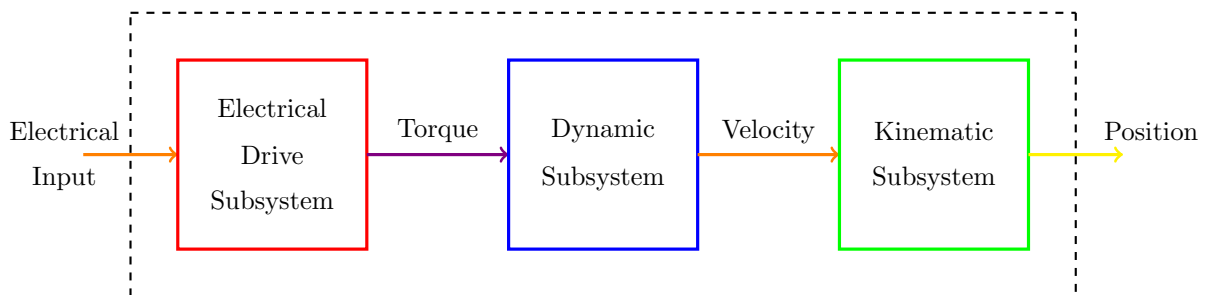 Electrical
Input
Electrical
Drive
Subsystem
Torque
Dynamic
Subsystem
Velocity
Kinematic
Subsystem
Position